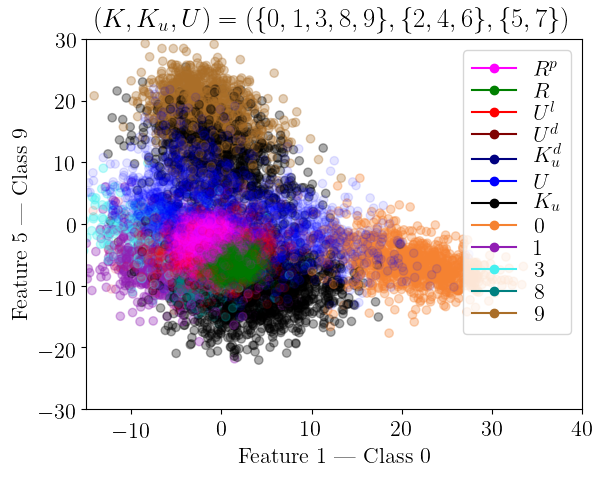 (K, K_u, U) = ({0, 1, 3, 8, 9}, {2, 4, 6}, {5, 7})
30
20
10
0
−10
−20
−30
−10
0
10
20
30
40
Feature 5 — Class 9
Feature 1 — Class 0
R^p
R
U^l
U^d
K_u^d
U
K_u
0
1
3
8
9